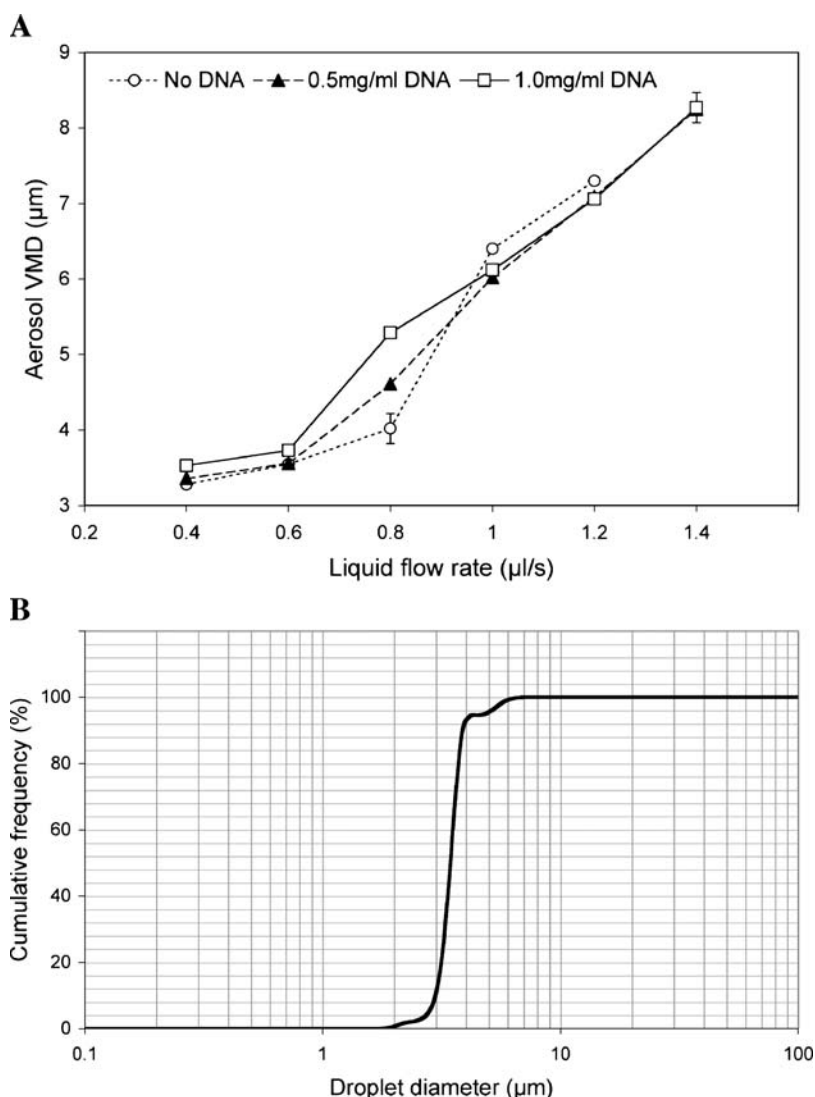 A
No DNA 0.5mg/ml DNA 1.0mg/ml DNA
9
8
7
6
5
4
3
Aerosol VMD (µm)
0.2 0.4 0.6 0.8 1 1.2 1.4
Liquid flow rate (µl/s)
B
100
80
60
40
20
0
Cumulative frequency (%)
0.1 1 10 100
Droplet diameter (µm)